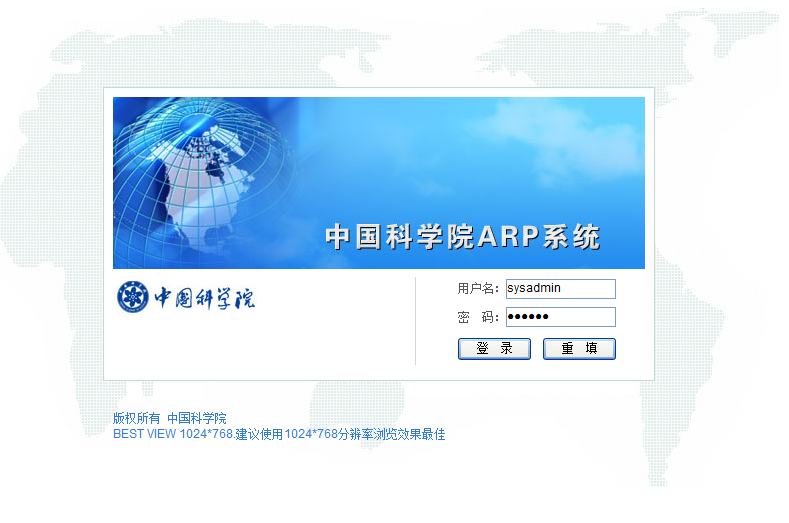 中国科学院ARP系统
中国科学院
用户名： sysadmin
密 码： ••••••
登 录 重 填
版权所有 中国科学院
BEST VIEW 1024*768.建议使用1024*768分辨率浏览效果最佳